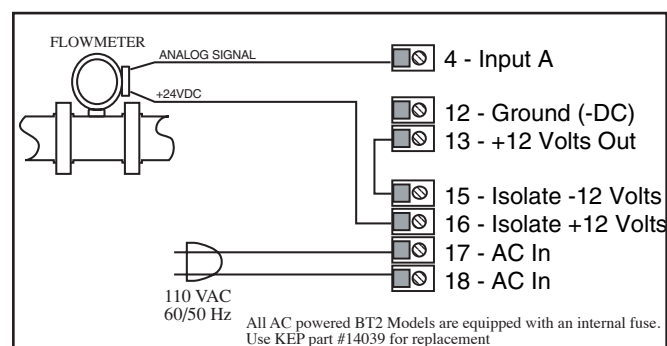 FLOWMETER
ANALOG SIGNAL
+24VDC
4 - Input A
12 - Ground (-DC)
13 - +12 Volts Out
15 - Isolate -12 Volts
16 - Isolate +12 Volts
17 - AC In
18 - AC In
110 VAC
60/50 Hz
All AC powered BT2 Models are equipped with an internal fuse.
Use KEP part #14039 for replacement